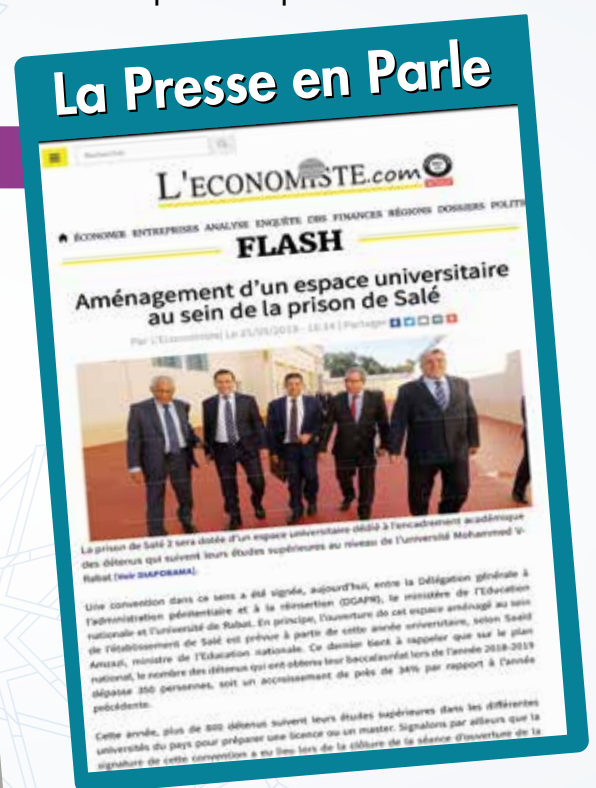 La Presse en Parle
L'ECONOMISTE.com
ÉCONOMIE ENTREPRISES ANALYSE ENQUÊTE DBS FINANCES RÉGIONS DOSSIERS POLITI
FLASH
Aménagement d'un espace universitaire
au sein de la prison de Salé
Par L'Economiste| Le 25/09/2019 - | Partager
La prison de Salé 2 sera dotée d'un espace universitaire dédié à l'encadrement académique
des détenus qui suivent leurs études supérieures au niveau de l'université Mohammed V-
Rabat (Voir DIAPORAMA).
Une convention dans ce sens a été signée, aujourd'hui, entre la Délégation générale à
l'administration pénitentiaire et à la réinsertion (DGAPR), le ministère de l'Education
nationale et l'université de Rabat. En principe, l'ouverture de cet espace aménagé au sein
de l'établissement de Salé est prévue à partir de cette année universitaire, selon Saaid
Amzazi, ministre de l'Education nationale. Ce dernier tient à rappeler que sur le plan
national, le nombre des détenus qui ont obtenu leur baccalauréat lors de l'année 2018-2019
dépasse 350 personnes, soit un accroissement de près de 34% par rapport à l'année
précédente.
Cette année, plus de 800 détenus suivent leurs études supérieures dans les différentes
universités du pays pour préparer une licence ou un master. Signalons par ailleurs que la
signature de cette convention a eu lieu lors de la clôture de la séance d'ouverture de la